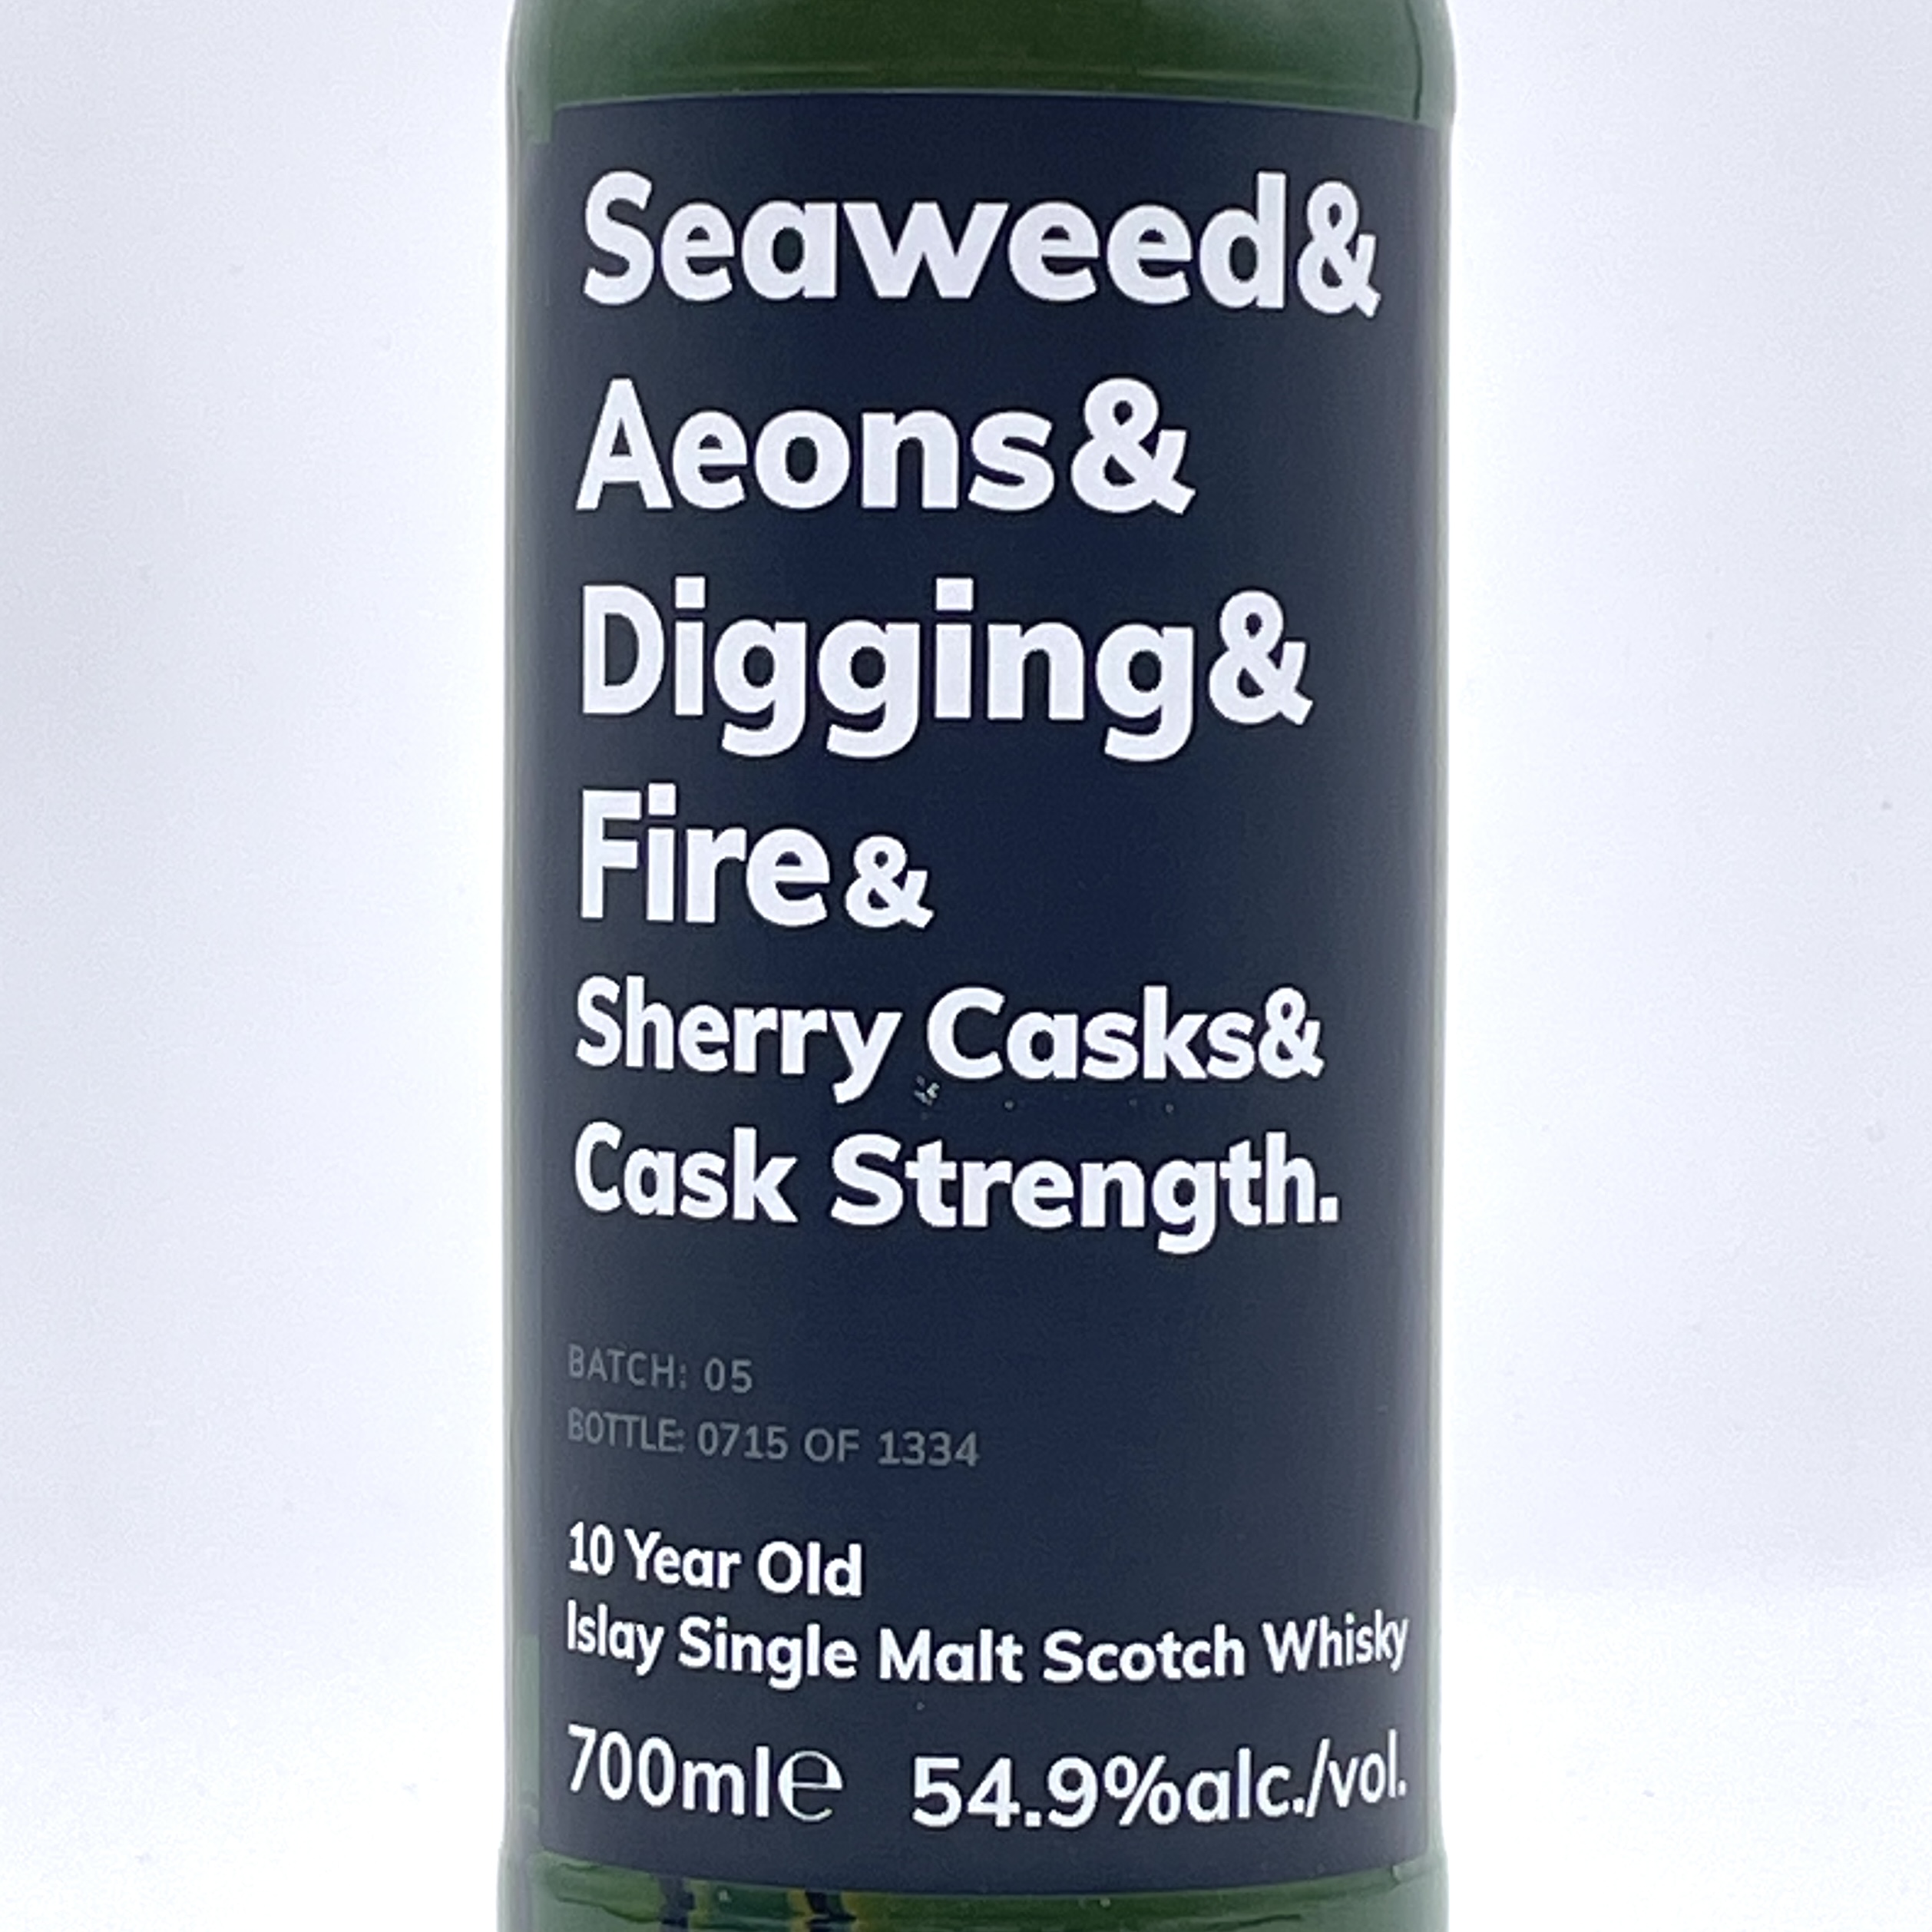 Seaweed&
Aeons&
Digging&
Fire&
Sherry Casks&
Cask Strength.
BATCH: 05
BOTTLE: 0715 OF 1334
10 Year Old
Islay Single Malt Scotch Whisky
700ml℮ 54.9%alc./vol.